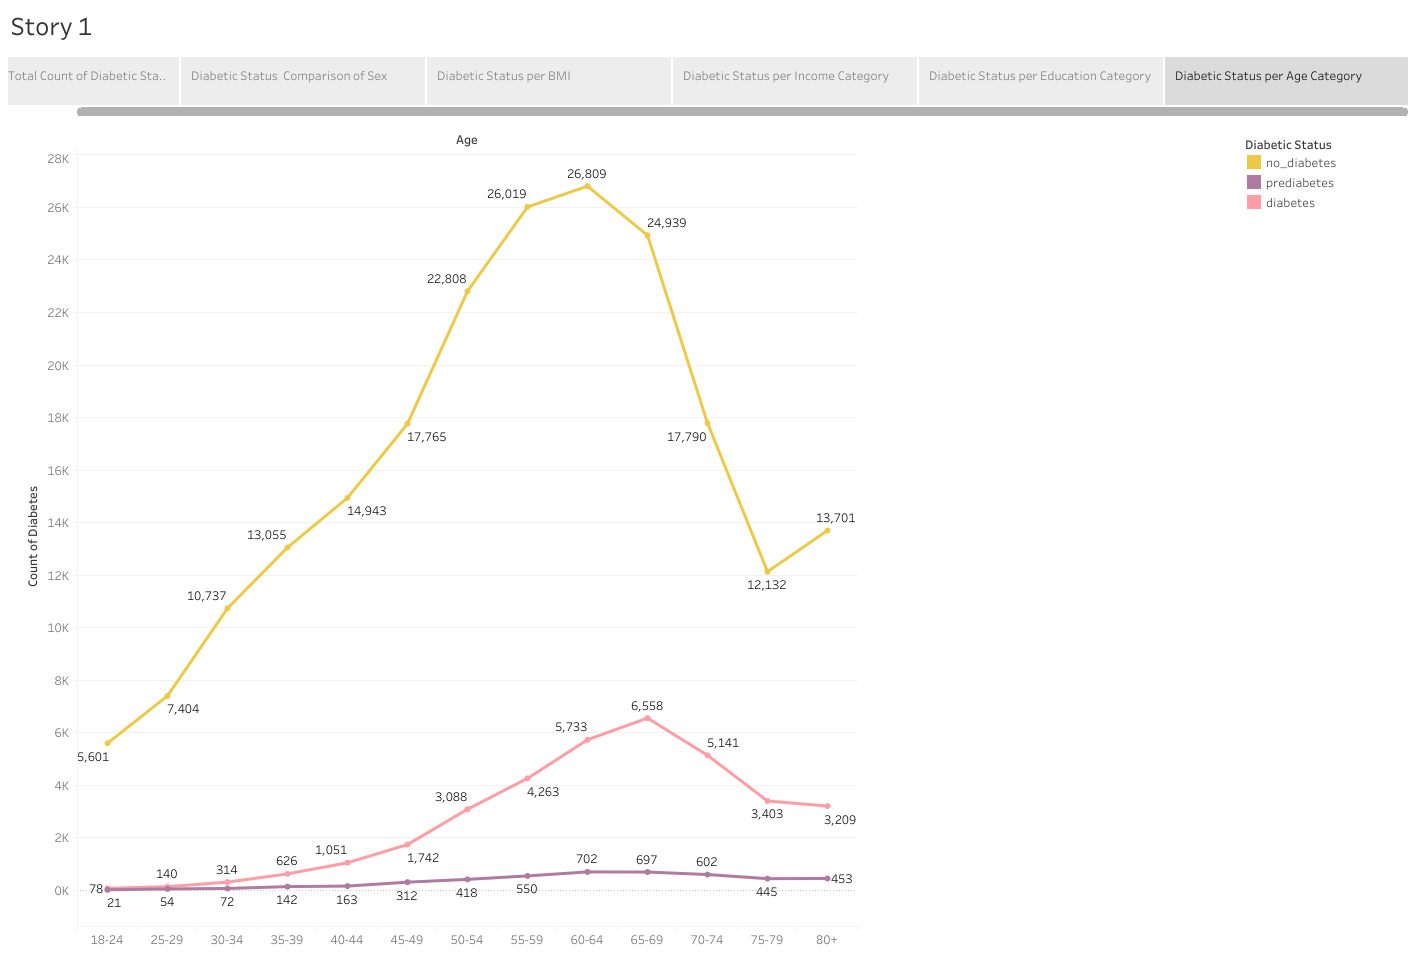 Story 1
Total Count of Diabetic Sta..
Diabetic Status  Comparison of Sex
Diabetic Status per BMI
Diabetic Status per Income Category
Diabetic Status per Education Category
Diabetic Status per Age Category
Age
Diabetic Status
no_diabetes
prediabetes
diabetes
Count of Diabetes
28K
26K
24K
22K
20K
18K
16K
14K
12K
10K
8K
6K
4K
2K
0K
5,601
7,404
10,737
13,055
14,943
17,765
22,808
26,019
26,809
24,939
17,790
12,132
13,701
78
140
314
626
1,051
1,742
3,088
4,263
5,733
6,558
5,141
3,403
3,209
21
54
72
142
163
312
418
550
702
697
602
445
453
18-24
25-29
30-34
35-39
40-44
45-49
50-54
55-59
60-64
65-69
70-74
75-79
80+